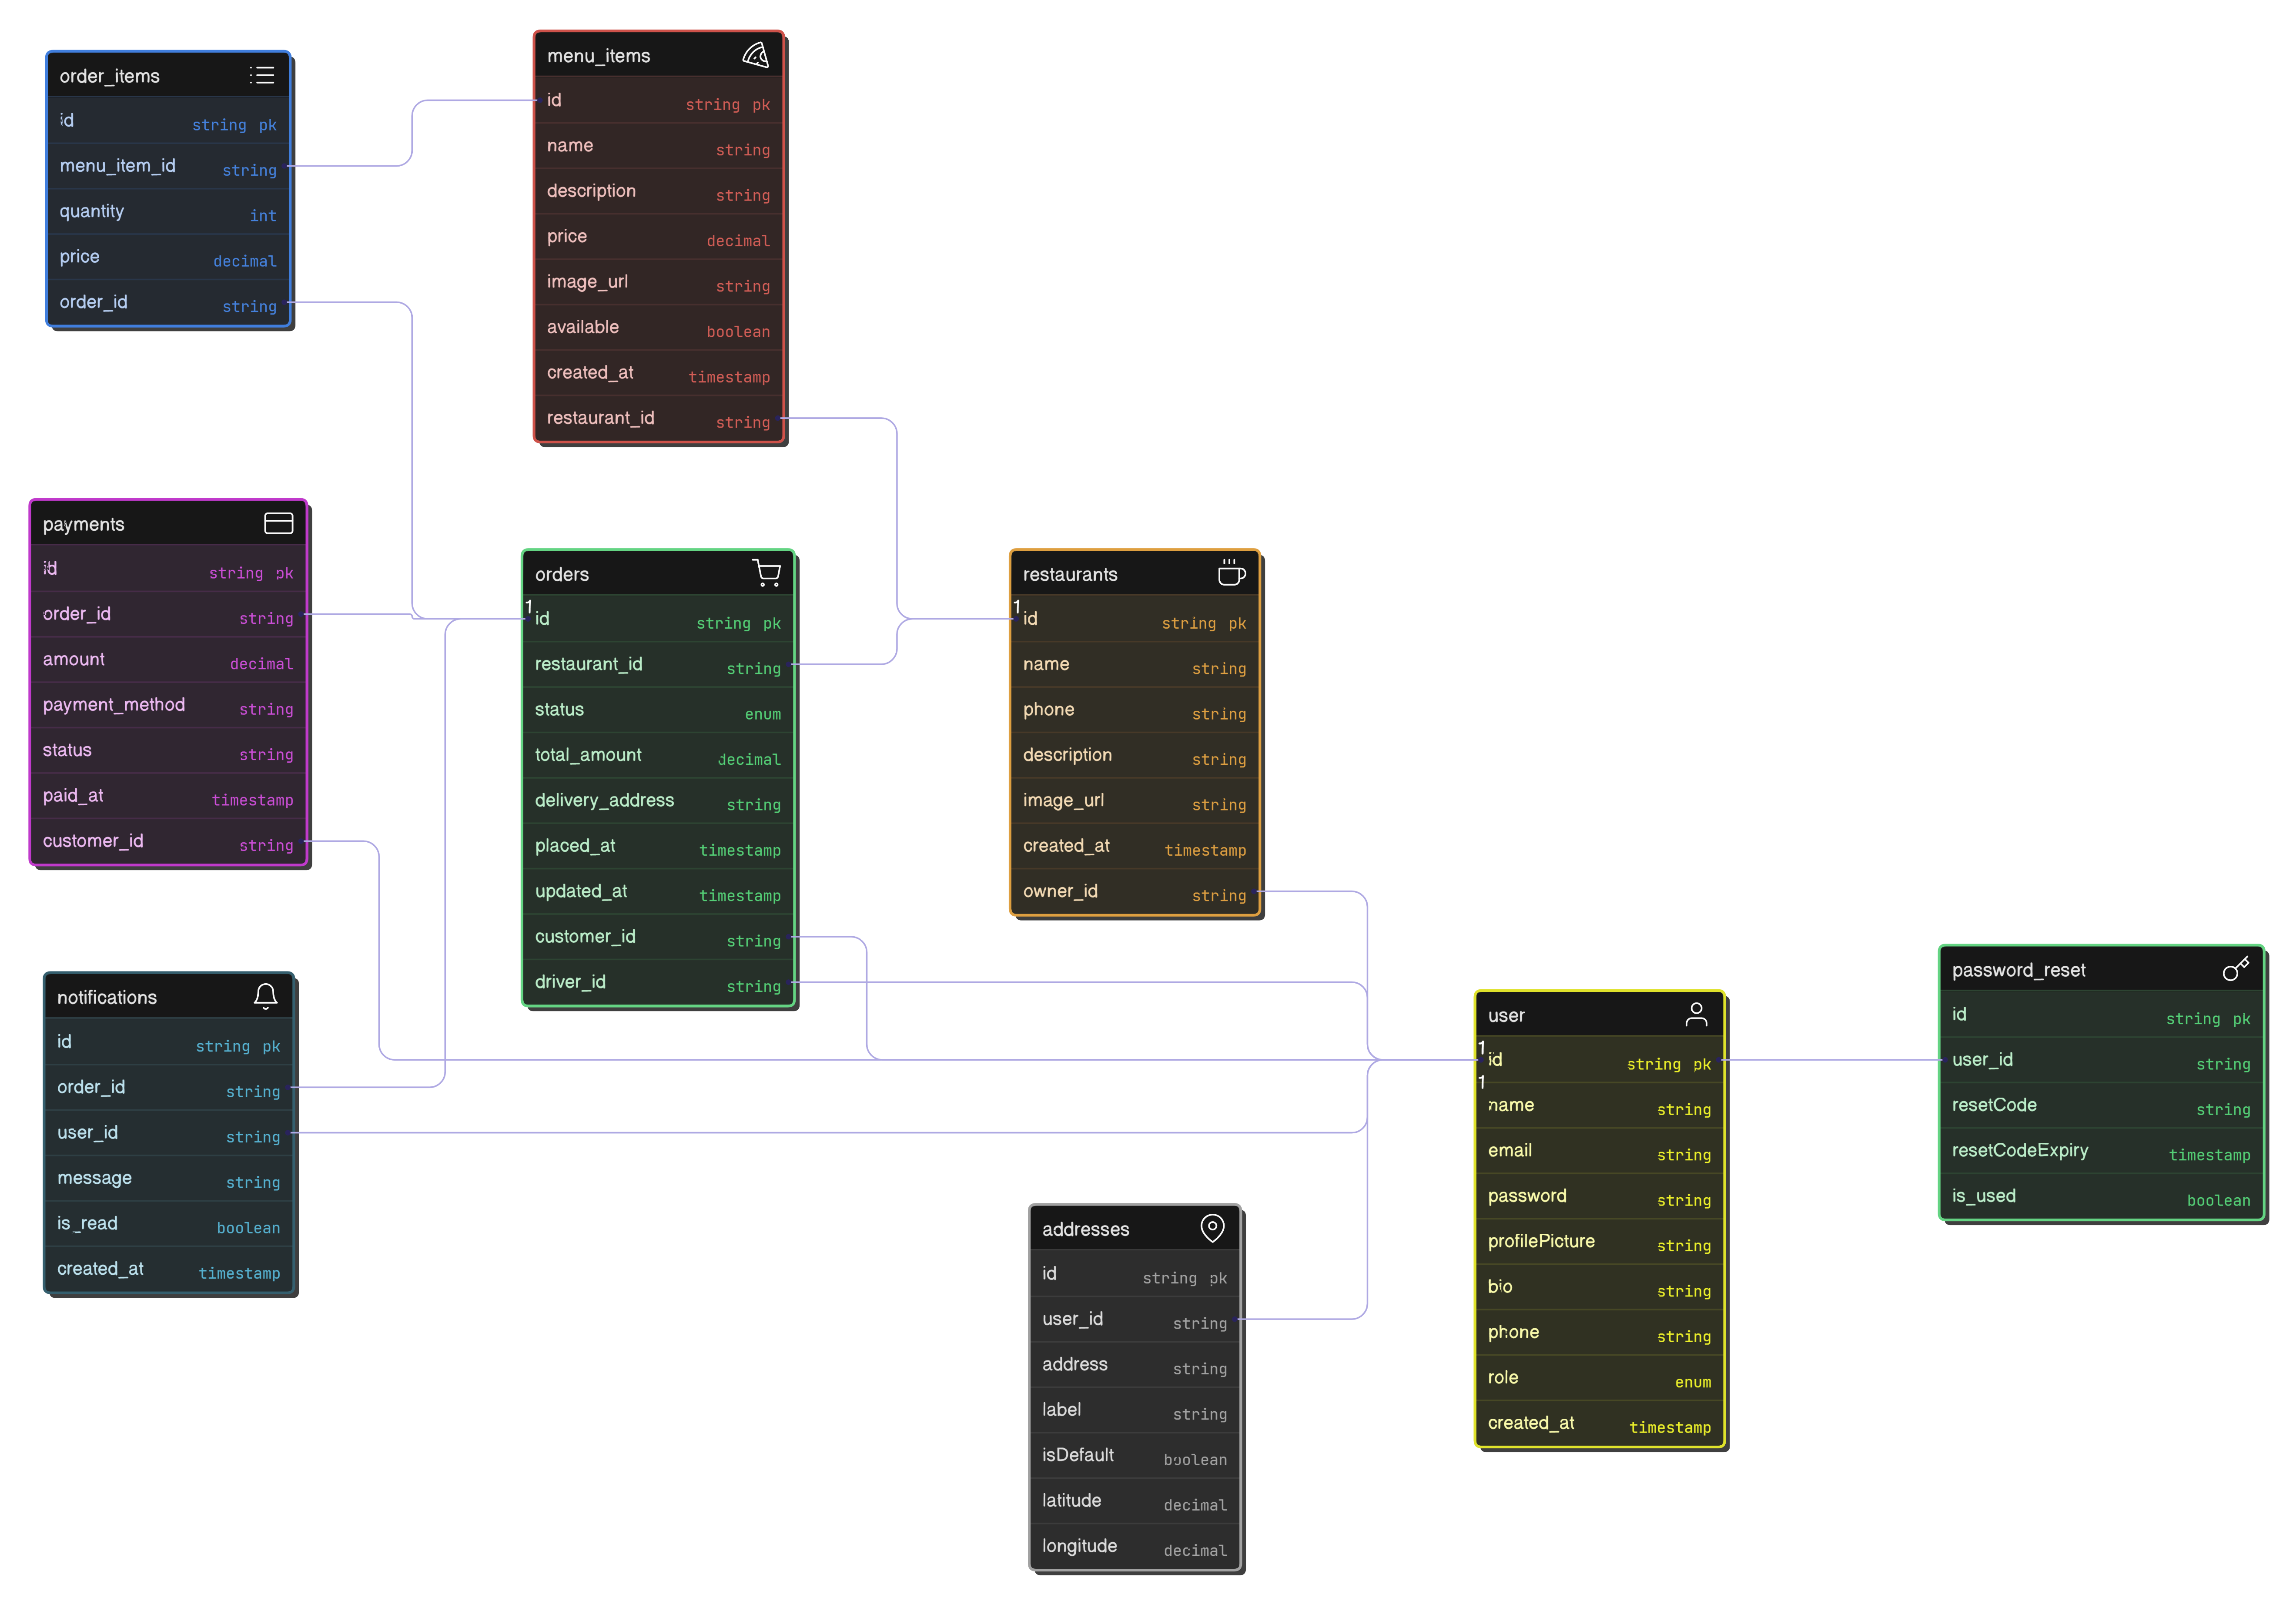 order_items
id string pk
menu_item_id string
quantity int
price decimal
order_id string
menu_items
id string pk
name string
description string
price decimal
image_url string
available boolean
created_at timestamp
restaurant_id string
payments
id string pk
order_id string
amount decimal
payment_method string
status string
paid_at timestamp
customer_id string
orders
1
id string pk
restaurant_id string
status enum
total_amount decimal
delivery_address string
placed_at timestamp
updated_at timestamp
customer_id string
driver_id string
restaurants
1
id string pk
name string
phone string
description string
image_url string
created_at timestamp
owner_id string
notifications
id string pk
order_id string
user_id string
message string
is_read boolean
created_at timestamp
user
1
id string pk
1
name string
email string
password string
profilePicture string
bio string
phone string
role enum
created_at timestamp
password_reset
id string pk
user_id string
resetCode string
resetCodeExpiry timestamp
is_used boolean
addresses
id string pk
user_id string
address string
label string
isDefault boolean
latitude decimal
longitude decimal